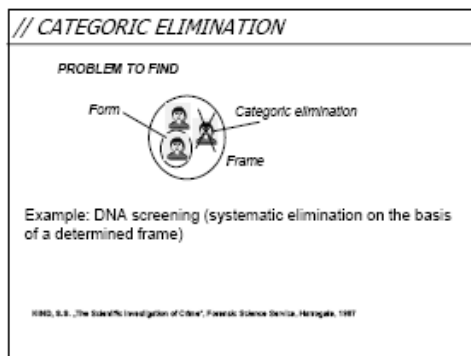 // CATEGORIC ELIMINATION
PROBLEM TO FIND
Form
Categoric elimination
Frame
Example: DNA screening (systematic elimination on the basis
of a determined frame)
KIND, S.S. „The Scientific Investigation of Crime“, Forensic Science Service, Harrogate, 1987